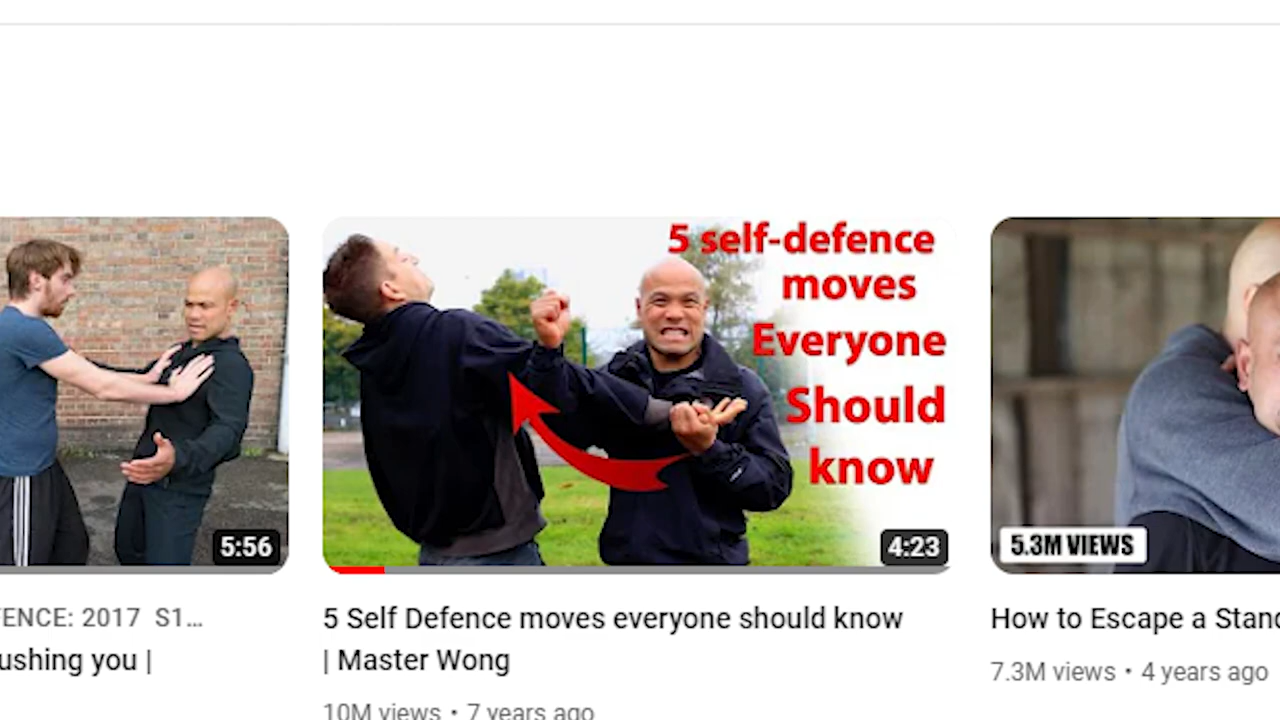 5 self-defence
moves
Everyone
Should
know
5:56
4:23
5.3M VIEWS
ENCE: 2017 S1...
ushing you |
5 Self Defence moves everyone should know
| Master Wong
10M views • 7 years ago
How to Escape a Stand
7.3M views • 4 years ago